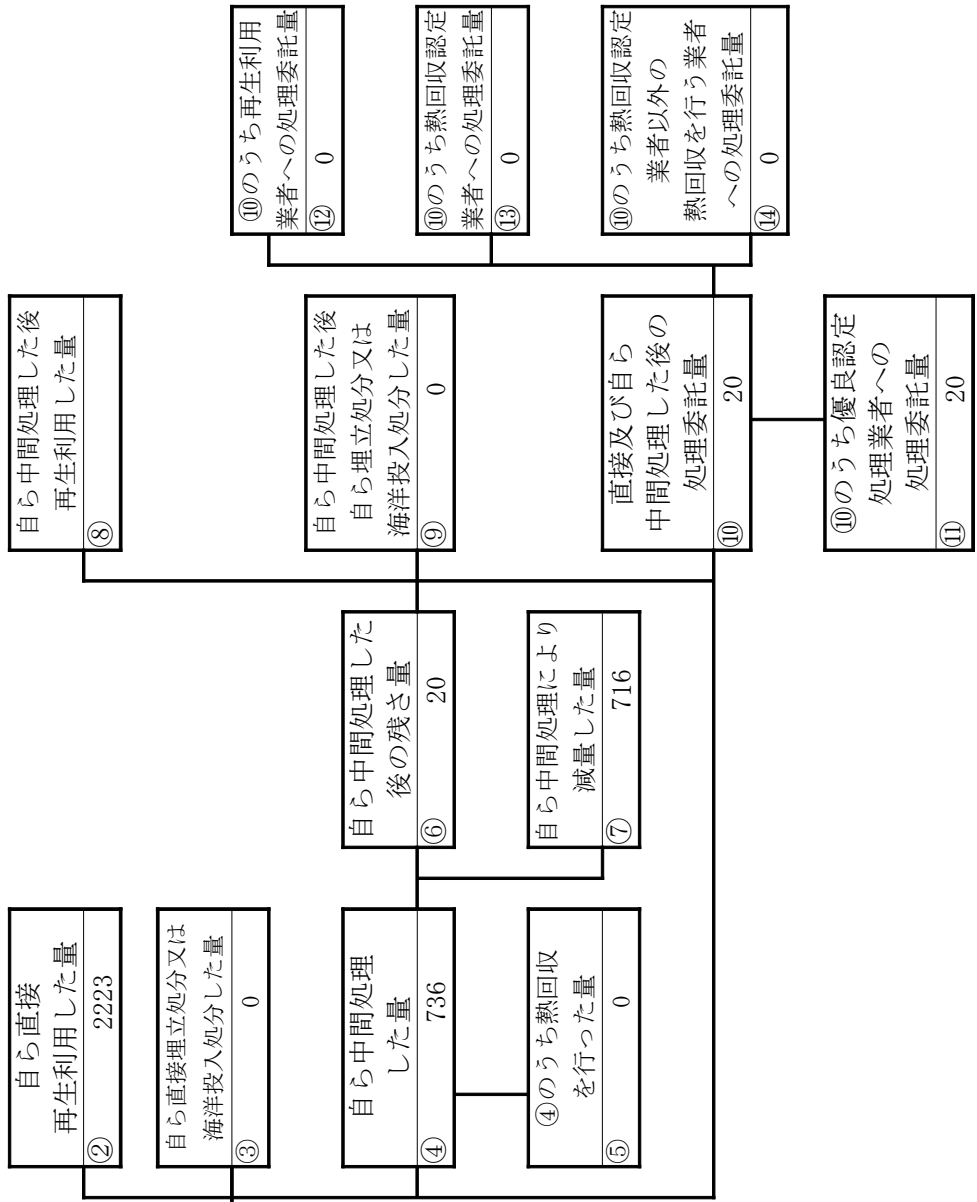 自ら直接
再生利用した量
② 2223
自ら直接埋立処分又は
海洋投入処分した量
③ 0
自ら中間処理
した量
④ 736
④のうち熱回収
を行った量
⑤ 0
自ら中間処理した
後の残さ量
⑥ 20
自ら中間処理により
減量した量
⑦ 716
自ら中間処理した後
再生利用した量
⑧
自ら中間処理した後
自ら埋立処分又は
海洋投入処分した量
⑨ 0
直接及び自ら
中間処理した後の
処理委託量
⑩ 20
⑩のうち優良認定
処理業者への
処理委託量
⑪ 20
⑩のうち再生利用
業者への処理委託量
⑫ 0
⑩のうち熱回収認定
業者への処理委託量
⑬ 0
⑩のうち熱回収認定
業者以外の
熱回収を行う業者
への処理委託量
⑭ 0